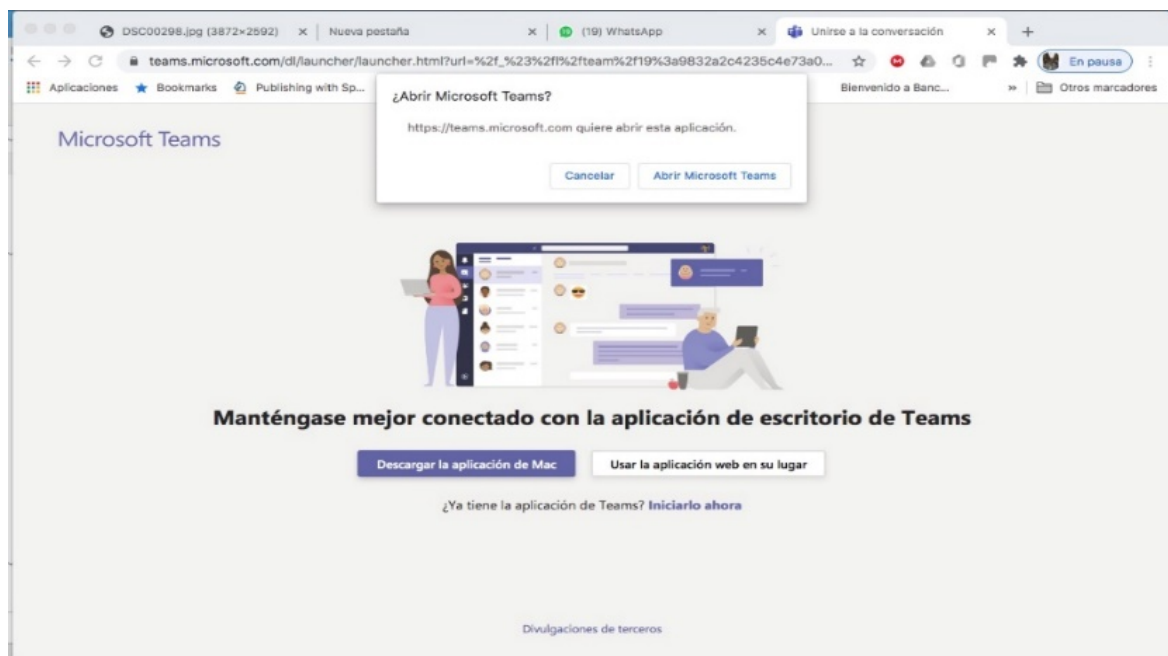 DSC00298.jpg (3872×2592) Nueva pestaña (19) WhatsApp Unirse a la conversación
teams.microsoft.com/dl/launcher/launcher.html?url=%2f_%23%2fl%2fteam%2f19%3a9832a2c4235c4e73a0... En pausa
Aplicaciones Bookmarks Publishing with Sp... Bienvenido a Banc... » Otros marcadores
¿Abrir Microsoft Teams?
https://teams.microsoft.com quiere abrir esta aplicación.
Cancelar Abrir Microsoft Teams
Microsoft Teams
Manténgase mejor conectado con la aplicación de escritorio de Teams
Descargar la aplicación de Mac Usar la aplicación web en su lugar
¿Ya tiene la aplicación de Teams? Iniciarlo ahora
Divulgaciones de terceros